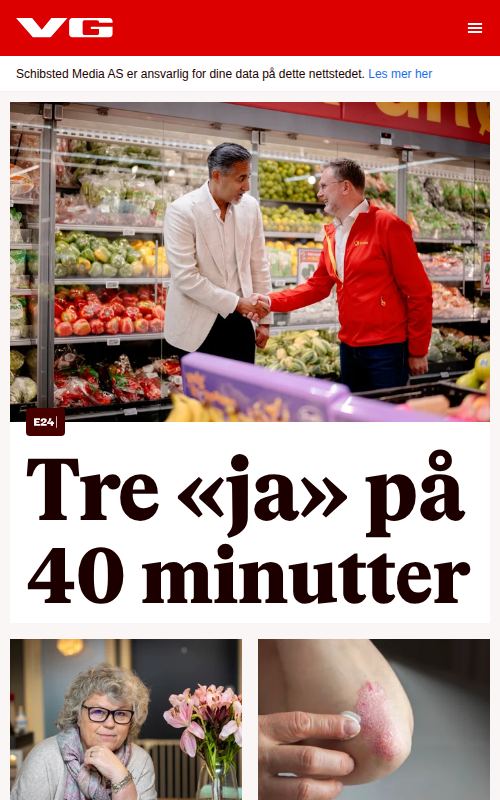 VG
Schibsted Media AS er ansvarlig for dine data på dette nettstedet. Les mer her
E24
Tre «ja» på
40 minutter